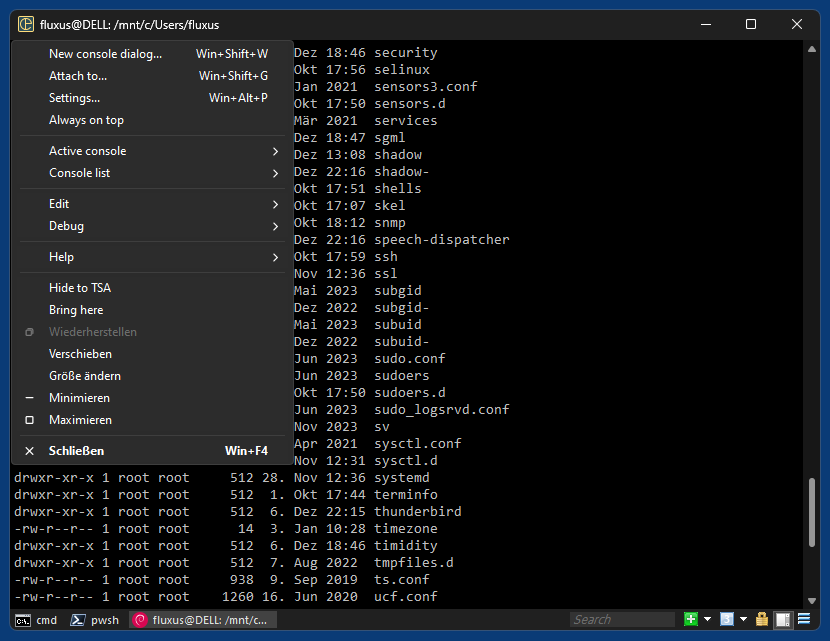 fluxus@DELL: /mnt/c/Users/fluxus
New console dialog... Win+Shift+W
Attach to... Win+Shift+G
Settings... Win+Alt+P
Always on top
Active console
Console list
Edit
Debug
Help
Hide to TSA
Bring here
Wiederherstellen
Verschieben
Größe ändern
Minimieren
Maximieren
Schließen Win+F4
Dez 18:46 security
Okt 17:56 selinux
Jan 2021 sensors3.conf
Okt 17:50 sensors.d
Mär 2021 services
Dez 18:47 sgml
Dez 13:08 shadow
Dez 22:16 shadow-
Okt 17:51 shells
Okt 17:07 skel
Okt 18:12 snmp
Dez 22:16 speech-dispatcher
Okt 17:59 ssh
Nov 12:36 ssl
Mai 2023 subgid
Dez 2022 subgid-
Mai 2023 subuid
Dez 2022 subuid-
Jun 2023 sudo.conf
Jun 2023 sudoers
Okt 17:50 sudoers.d
Jun 2023 sudo_logsrvd.conf
Nov 2023 sv
Apr 2021 sysctl.conf
Nov 12:31 sysctl.d
drwxr-xr-x 1 root root 512 28. Nov 12:36 systemd
drwxr-xr-x 1 root root 512 1. Okt 17:44 terminfo
drwxr-xr-x 1 root root 512 6. Dez 22:15 thunderbird
-rw-r--r-- 1 root root 14 3. Jan 10:28 timezone
drwxr-xr-x 1 root root 512 6. Dez 18:46 timidity
drwxr-xr-x 1 root root 512 7. Aug 2022 tmpfiles.d
-rw-r--r-- 1 root root 938 9. Sep 2019 ts.conf
-rw-r--r-- 1 root root 1260 16. Jun 2020 ucf.conf
cmd pwsh fluxus@DELL: /mnt/c... Search